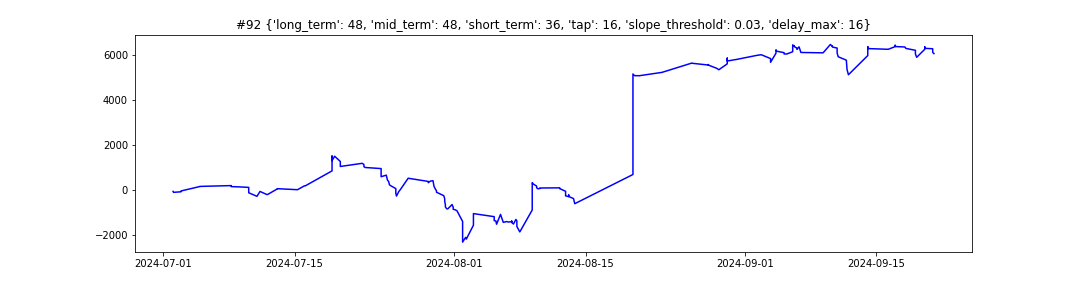 #92 {'long_term': 48, 'mid_term': 48, 'short_term': 36, 'tap': 16, 'slope_threshold': 0.03, 'delay_max': 16}
6000
4000
2000
0
−2000
2024-07-01 2024-07-15 2024-08-01 2024-08-15 2024-09-01 2024-09-15